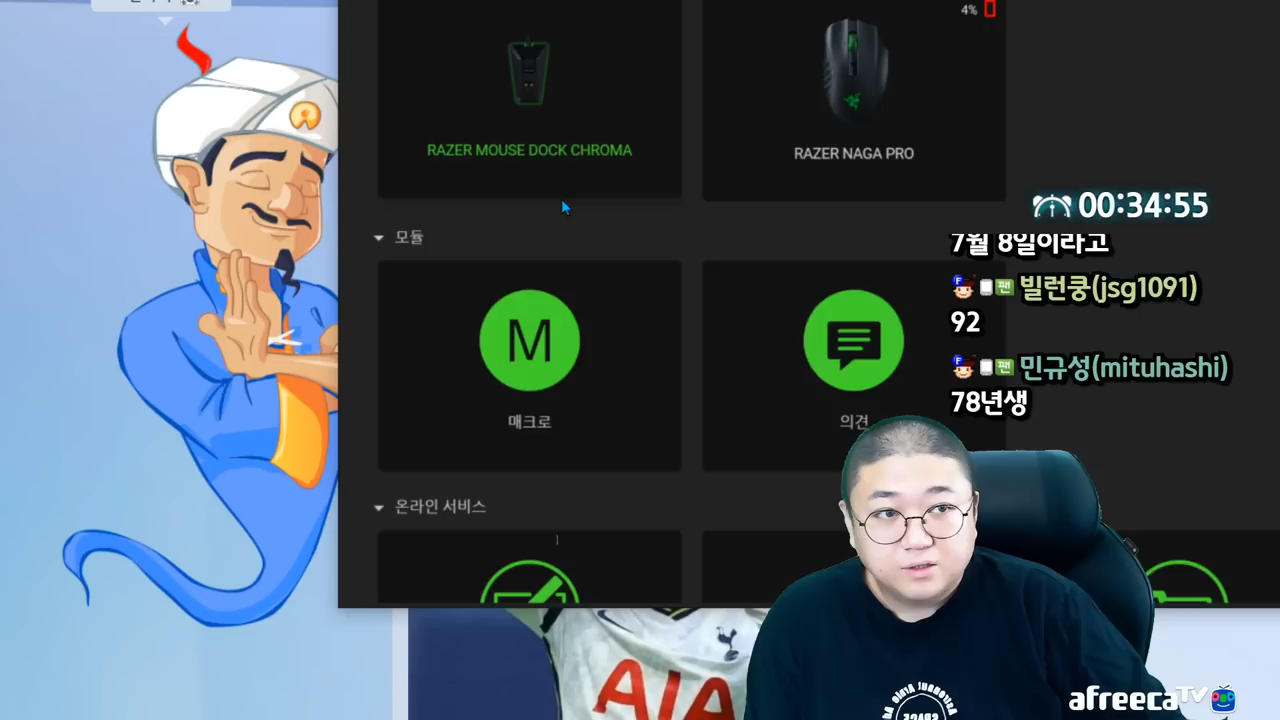 4%
RAZER MOUSE DOCK CHROMA
RAZER NAGA PRO
00:34:55
모듈
7월 8일이라고
F 팬 빌런쿵(jsg1091)
92
F 팬 민규성(mituhashi)
78년생
M
매크로
의견
온라인 서비스
AIA
afreecaTV